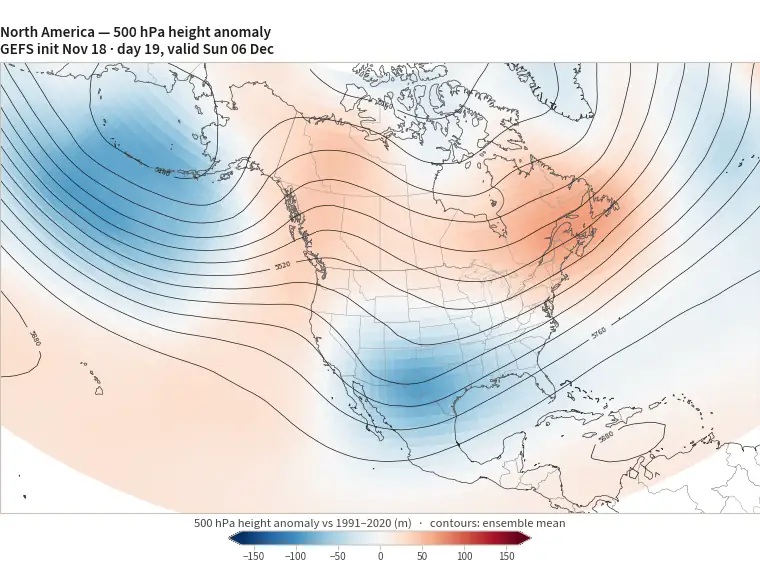 North America — 500 hPa height anomaly
GEFS init Nov 18 · day 19, valid Sun 06 Dec
5520
5760
5880
5880
500 hPa height anomaly vs 1991–2020 (m) · contours: ensemble mean
−150 −100 −50 0 50 100 150